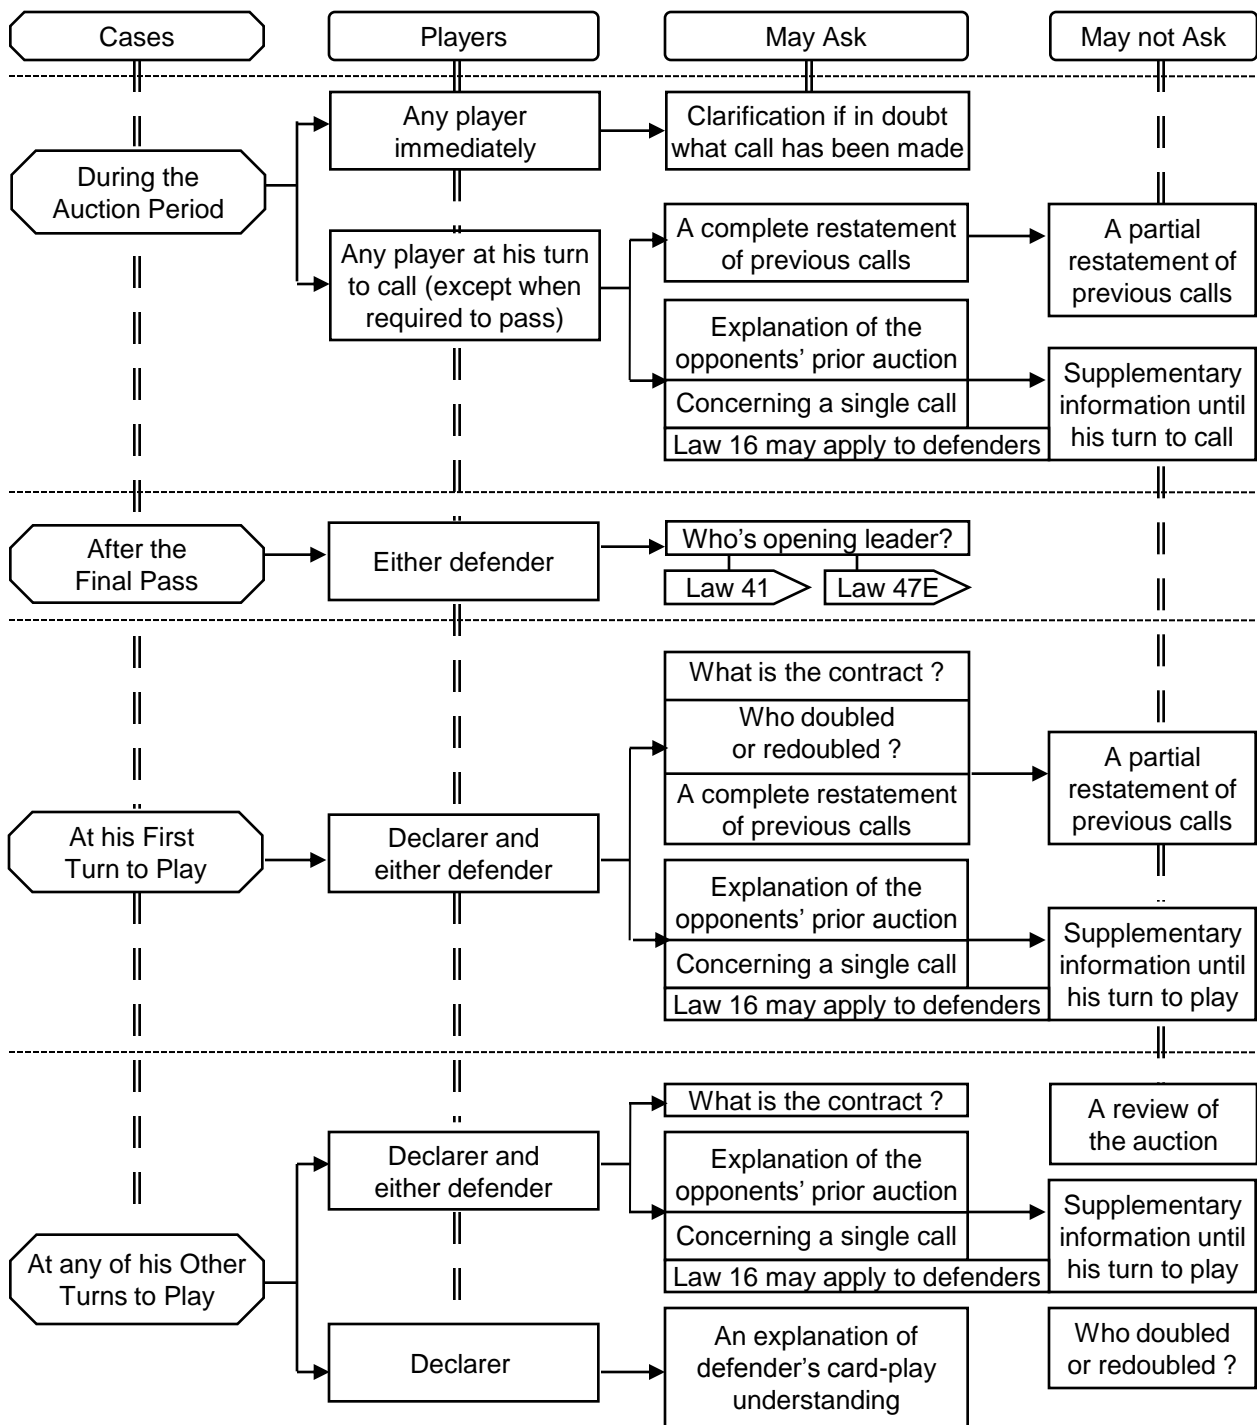 Cases
Players
May Ask
May not Ask
During the
Auction Period
Any player
immediately
Clarification if in doubt
what call has been made
Any player at his turn
to call (except when
required to pass)
A complete restatement
of previous calls
A partial
restatement of
previous calls
Explanation of the
opponents’ prior auction
Concerning a single call
Law 16 may apply to defenders
Supplementary
information until
his turn to call
After the
Final Pass
Either defender
Who's opening leader?
Law 41
Law 47E
At his First
Turn to Play
Declarer and
either defender
What is the contract ?
Who doubled
or redoubled ?
A complete restatement
of previous calls
A partial
restatement of
previous calls
Explanation of the
opponents’ prior auction
Concerning a single call
Law 16 may apply to defenders
Supplementary
information until
his turn to play
At any of his Other
Turns to Play
Declarer and
either defender
What is the contract ?
A review of
the auction
Explanation of the
opponents’ prior auction
Concerning a single call
Law 16 may apply to defenders
Supplementary
information until
his turn to play
Declarer
An explanation of
defender’s card-play
understanding
Who doubled
or redoubled ?